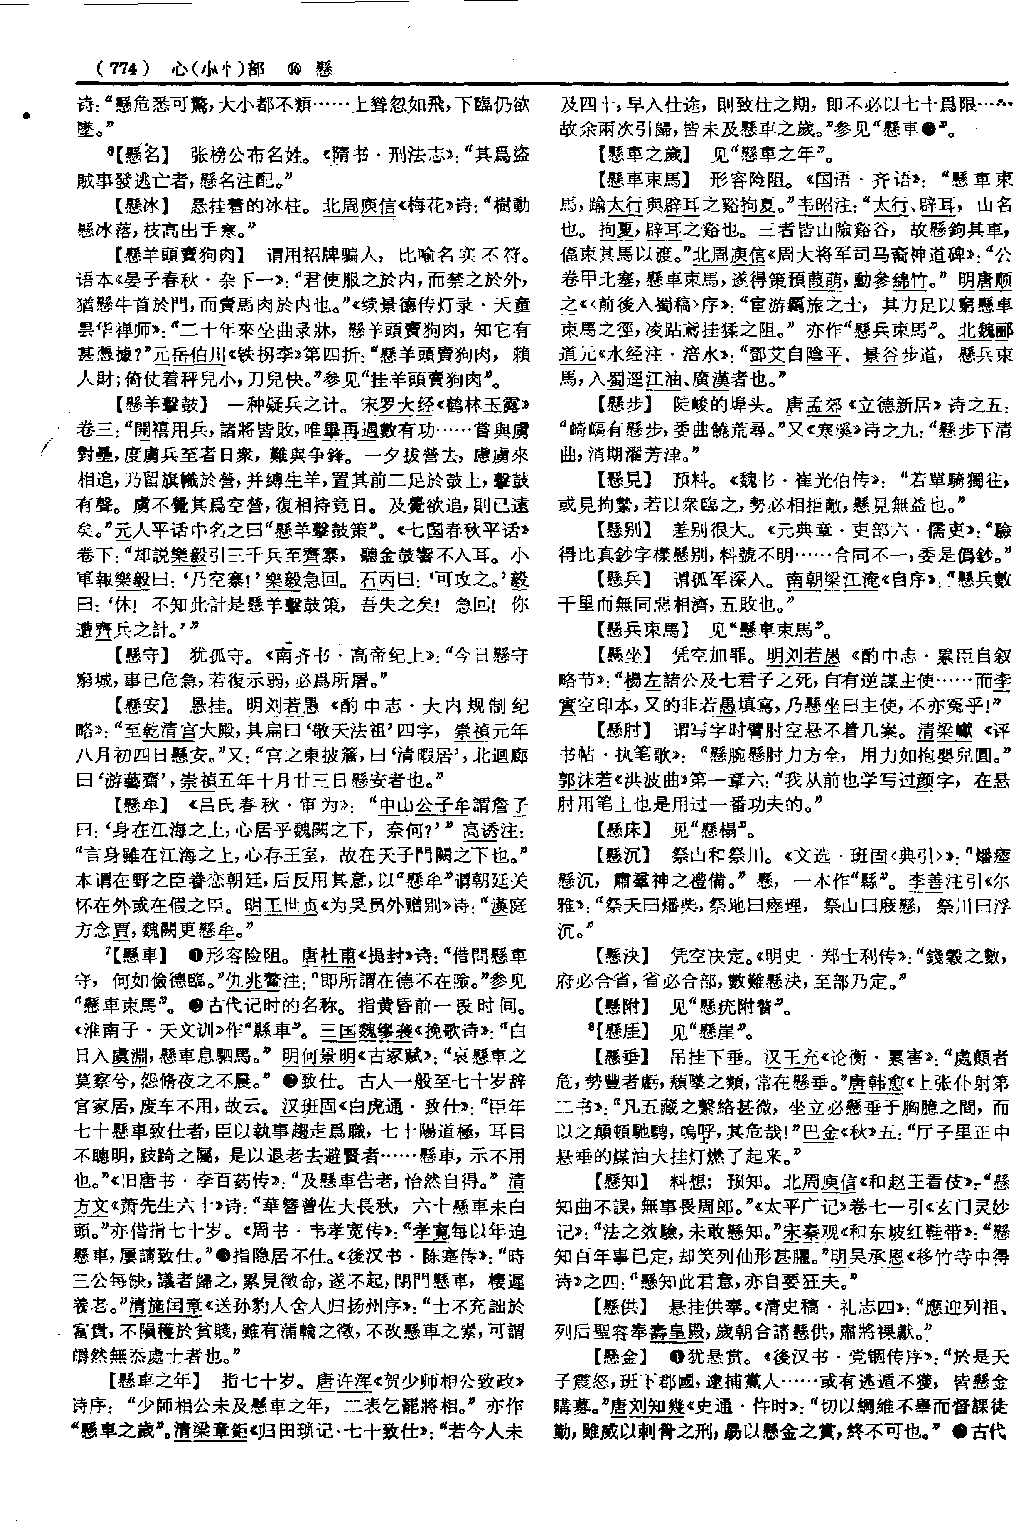 (774) 心(小忄)部 ⑯ 懸
诗：“懸危悉可驚，大小都不類……上聳忽如飛，下臨仍欲
墜。”
⁶【懸名】 张榜公布名姓。《隋书·刑法志》：“其爲盜
賊事發逃亡者，懸名注配。”
【懸冰】 悬挂着的冰柱。北周庾信《梅花》诗：“樹動
懸冰落，枝高出手寒。”
【懸羊頭賣狗肉】 谓用招牌骗人，比喻名实不符。
语本《晏子春秋·杂下一》：“君使服之於内，而禁之於外，
猶懸牛首於門，而賣馬肉於内也。”《续景德传灯录·天童
昙华禅师》：“二十年來坐曲录牀，懸羊頭賣狗肉，知它有
甚憑據？”元岳伯川《铁拐李》第四折：“懸羊頭賣狗肉，賴
人財；倚仗着秤兒小，刀兒快。”参见“挂羊頭賣狗肉”。
【懸羊擊鼓】 一种疑兵之计。宋罗大经《鹤林玉露》
卷三：“開禧用兵，諸將皆敗，唯畢再遇數有功……嘗與虜
對壘，度虜兵至者日衆，難與争鋒。一夕拔營去，慮虜來
相追，乃留旗幟於營，并縛生羊，置其前二足於鼓上，擊鼓
有聲。虜不覺其爲空營，復相持竟日。及覺欲追，則已遠
矣。”元人平话中名之曰“懸羊擊鼓策”。《七国春秋平话》
卷下：“却説樂毅引三千兵至齊寨，聽金鼓響不入耳。小
軍報樂毅曰：‘乃空寨！’樂毅急回。石丙曰：‘可攻之。’毅
曰：‘休！不知此計是懸羊擊鼓策，吾失之矣！急回！你
遭齊兵之計。’”
【懸守】 犹孤守。《南齐书·高帝纪上》：“今日懸守
窮城，事已危急，若復示弱，必爲所屠。”
【懸安】 悬挂。明刘若愚《酌中志·大内规制纪
略》：“至乾清宫大殿，其扁曰‘敬天法祖’四字，崇禎元年
八月初四日懸安。”又：“宫之東披簷，曰‘清暇居’，北迴廊
曰‘游藝齋’，崇禎五年十月廿三日懸安者也。”
【懸牟】 《吕氏春秋·审为》：“中山公子牟謂詹子
曰：‘身在江海之上，心居乎魏闕之下，奈何？’”高诱注：
“言身雖在江海之上，心存王室，故在天子門闕之下也。”
本谓在野之臣眷恋朝廷，后反用其意，以“懸牟”谓朝廷关
怀在外或在假之臣。明王世贞《为吴员外赠别》诗：“漢庭
方念賈，魏闕更懸牟。”
⁷【懸車】 ❶形容险阻。唐杜甫《提封》诗：“借問懸車
守，何如儉德臨。”仇兆鳌注：“即所謂在德不在險。”参见
“懸車束馬”。❷古代记时的名称。指黄昏前一段时间。
《淮南子·天文训》作“縣車”。三国魏缪袭《挽歌诗》：“白
日入虞淵，懸車息駟馬。”明何景明《古冢赋》：“哀懸車之
莫察兮，怨脩夜之不晨。”❸致仕。古人一般至七十岁辞
官家居，废车不用，故云。汉班固《白虎通·致仕》：“臣年
七十懸車致仕者，臣以執事趨走爲職，七十陽道極，耳目
不聰明，跂踦之屬，是以退老去避賢者……懸車，示不用
也。”《旧唐书·李百药传》：“及懸車告老，怡然自得。”清
方文《萧先生六十》诗：“華簪曾佐大長秋，六十懸車未白
頭。”亦借指七十岁。《周书·韦孝宽传》：“孝寬每以年迫
懸車，屢請致仕。”❹指隐居不仕。《後汉书·陈寔传》：“時
三公每缺，議者歸之，累見徵命，遂不起，閉門懸車，棲遲
養老。”清施闰章《送孙豹人舍人归扬州序》：“士不充詘於
富貴，不隕穫於貧賤，雖有蒲輪之徵，不改懸車之素，可謂
皭然無忝處士者也。”
【懸車之年】 指七十岁。唐许浑《贺少师相公致政》
诗序：“少師相公未及懸車之年，二表乞罷將相。”亦作
“懸車之歲”。清梁章鉅《归田琐记·七十致仕》：“若今人未
及四十，早入仕途，則致仕之期，即不必以七十爲限……
故余兩次引歸，皆未及懸車之歲。”参见“懸車❸”。
【懸車之歲】 见“懸車之年”。
【懸車束馬】 形容险阻。《国语·齐语》：“懸車束
馬，踰太行與辟耳之谿拘夏。”韦昭注：“太行、辟耳，山名
也。拘夏，辟耳之谿也。三者皆山險谿谷，故懸鉤其車，
偪束其馬以渡。”北周庾信《周大将军司马裔神道碑》：“公
卷甲北塞，懸車束馬，遂得策預葭萌，勳參綿竹。”明唐顺
之《〈前後入蜀稿〉序》：“宦游羈旅之士，其力足以窮懸車
束馬之徑，凌跕鳶挂猱之阻。”亦作“懸兵束馬”。北魏郦
道元《水经注·涪水》：“鄧艾自陰平、景谷步道，懸兵束
馬，入蜀逕江油、廣漢者也。”
【懸步】 陡峻的埠头。唐孟郊《立德新居》诗之五：
“崎嶇有懸步，委曲饒荒尋。”又《寒溪》诗之九：“懸步下清
曲，消期濯芳津。”
【懸見】 预料。《魏书·崔光伯传》：“若單騎獨往，
或見拘縶，若以衆臨之，勢必相拒敵，懸見無益也。”
【懸别】 差别很大。《元典章·吏部六·儒吏》：“驗
得比真鈔字樣懸别，料號不明……合同不一，委是僞鈔。”
【懸兵】 谓孤军深入。南朝梁江淹《自序》：“懸兵數
千里而無同惡相濟，五敗也。”
【懸兵束馬】 见“懸車束馬”。
【懸坐】 凭空加罪。明刘若愚《酌中志·累臣自叙
略节》：“楊左諸公及七君子之死，自有逆謀主使……而李
實空印本，又的非若愚填寫，乃懸坐曰主使，不亦冤乎！”
【懸肘】 谓写字时臂肘空悬不着几案。清梁巘《评
书帖·执笔歌》：“懸腕懸肘力方全，用力如抱嬰兒圓。”
郭沫若《洪波曲》第一章六：“我从前也学写过颜字，在悬
肘用笔上也是用过一番功夫的。”
【懸床】 见“懸榻”。
【懸沉】 祭山和祭川。《文选·班固〈典引〉》：“燔瘞
懸沉，肅羣神之禮備。”懸，一本作“縣”。李善注引《尔
雅》：“祭天曰燔柴，祭地曰瘞埋，祭山曰庪懸，祭川曰浮
沉。”
【懸決】 凭空决定。《明史·郑士利传》：“錢穀之數，
府必合省，省必合部，數難懸決，至部乃定。”
【懸附】 见“懸疣附贅”。
⁸【懸崖】 见“懸崖”。
【懸垂】 吊挂下垂。汉王充《论衡·累害》：“處顛者
危，勢豐者虧，頹墜之類，常在懸垂。”唐韩愈《上张仆射第
二书》：“凡五藏之繫絡甚微，坐立必懸垂于胸臆之間，而
以之顛頓馳騁，嗚呼，其危哉！”巴金《秋》五：“厅子里正中
悬垂的煤油大挂灯燃了起来。”
【懸知】 料想；预知。北周庾信《和赵王看伎》：“懸
知曲不誤，無事畏周郎。”《太平广记》卷七一引《玄门灵妙
记》：“法之效驗，未敢懸知。”宋秦观《和东坡红鞓带》：“懸
知百年事已定，却笑列仙形甚臞。”明吴承恩《移竹寺中得
诗》之四：“懸知此君意，亦自要狂夫。”
【懸供】 悬挂供奉。《清史稿·礼志四》：“應迎列祖、
列后聖容奉壽皇殿，歲朝合請懸供，肅將祼獻。”
【懸金】 ❶犹悬赏。《後汉书·党锢传序》：“於是天
子震怒，班下郡國，逮捕黨人……或有逃遁不獲，皆懸金
購募。”唐刘知幾《史通·忤时》：“切以綱維不舉而督課徒
勤，雖威以刺骨之刑，勗以懸金之賞，終不可也。”❷古代